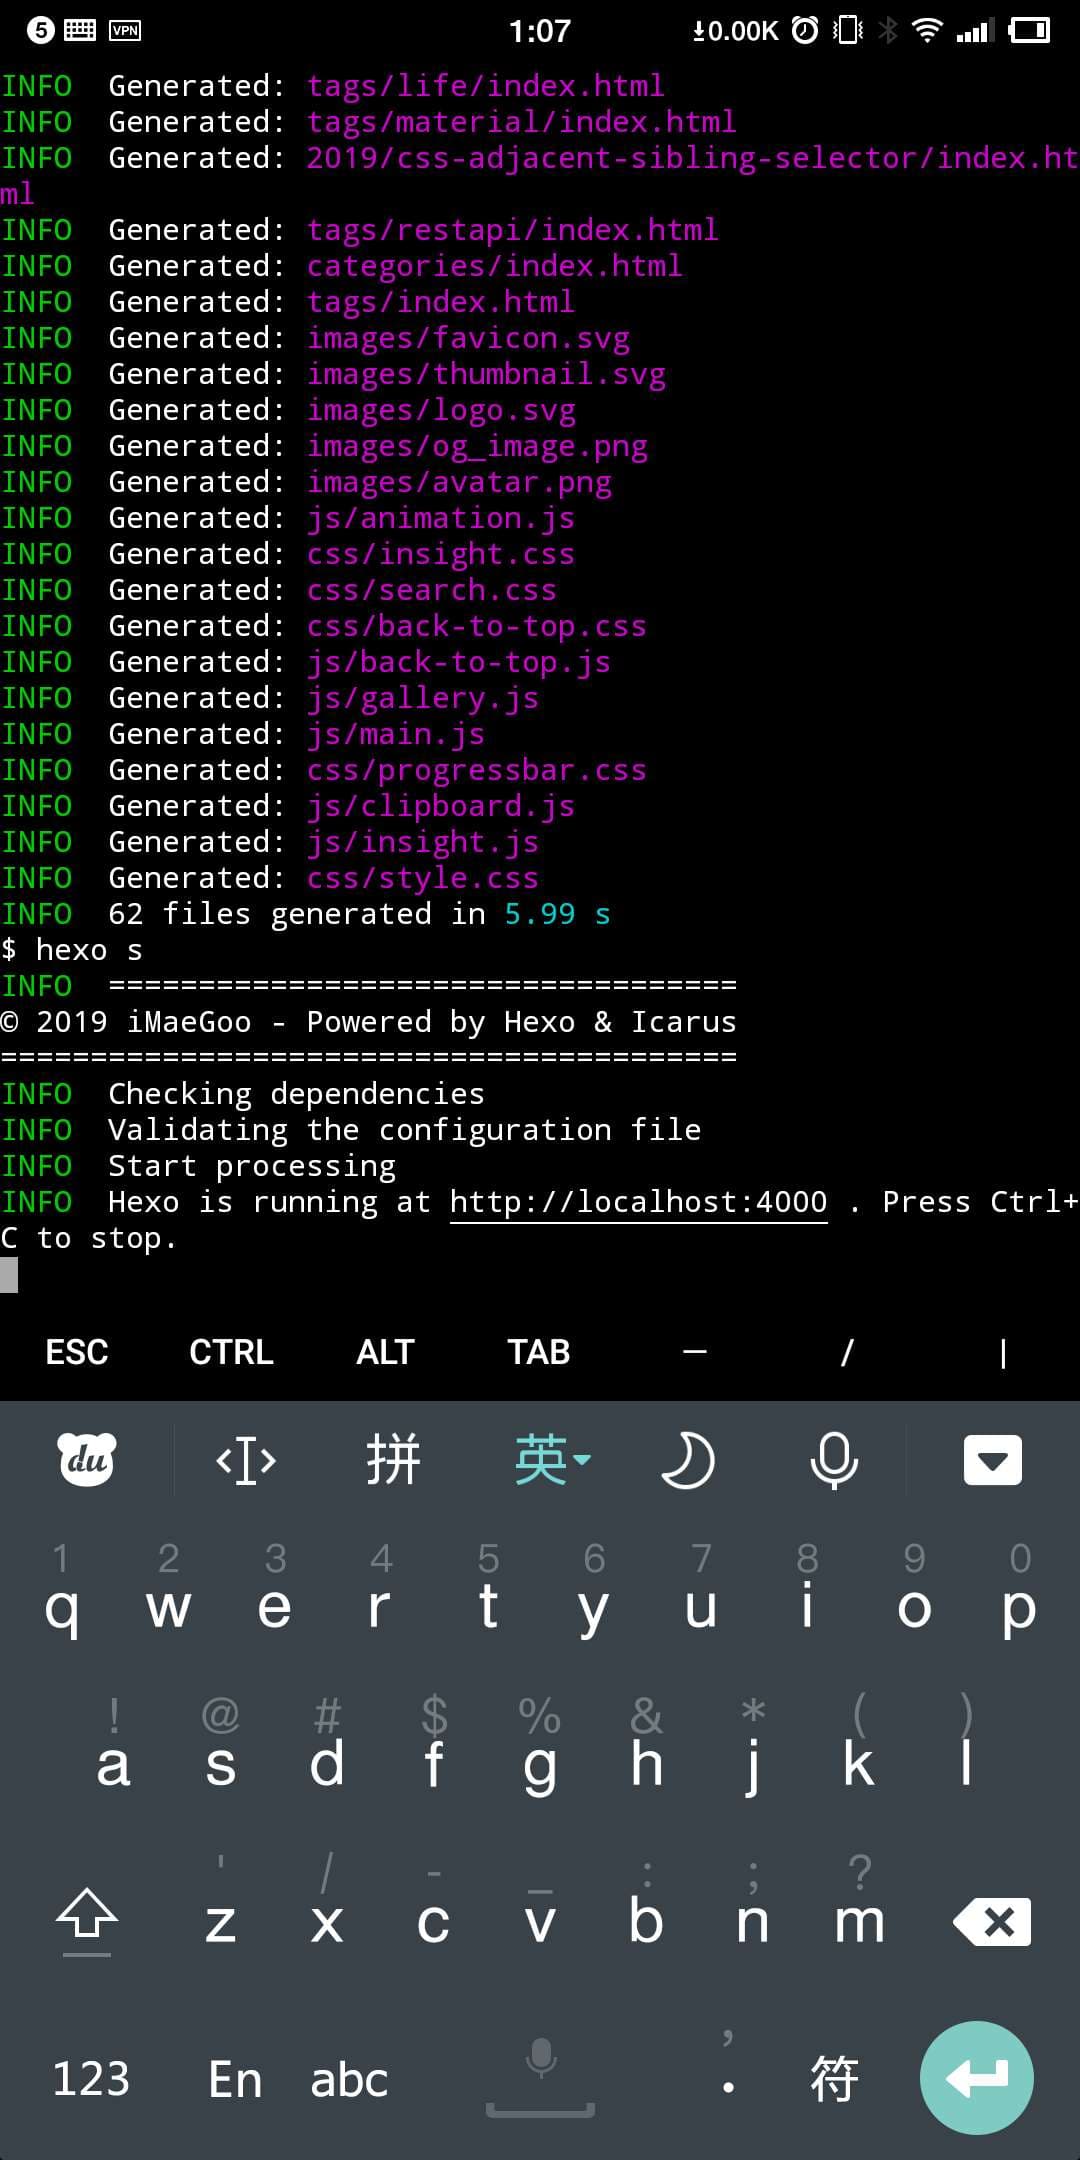 5 VPN 1:07 0.00K
INFO  Generated: tags/life/index.html
INFO  Generated: tags/material/index.html
INFO  Generated: 2019/css-adjacent-sibling-selector/index.ht
ml
INFO  Generated: tags/restapi/index.html
INFO  Generated: categories/index.html
INFO  Generated: tags/index.html
INFO  Generated: images/favicon.svg
INFO  Generated: images/thumbnail.svg
INFO  Generated: images/logo.svg
INFO  Generated: images/og_image.png
INFO  Generated: images/avatar.png
INFO  Generated: js/animation.js
INFO  Generated: css/insight.css
INFO  Generated: css/search.css
INFO  Generated: css/back-to-top.css
INFO  Generated: js/back-to-top.js
INFO  Generated: js/gallery.js
INFO  Generated: js/main.js
INFO  Generated: css/progressbar.css
INFO  Generated: js/clipboard.js
INFO  Generated: js/insight.js
INFO  Generated: css/style.css
INFO  62 files generated in 5.99 s
$ hexo s
INFO  ===================================
© 2019 iMaeGoo - Powered by Hexo & Icarus
=========================================
INFO  Checking dependencies
INFO  Validating the configuration file
INFO  Start processing
INFO  Hexo is running at http://localhost:4000 . Press Ctrl+
C to stop.
ESC CTRL ALT TAB — / |
du 拼 英
1 2 3 4 5 6 7 8 9 0
q w e r t y u i o p
! @ # $ % & * ( )
a s d f g h j k l
' / - _ : ; ?
z x c v b n m
,
123 En abc . 符